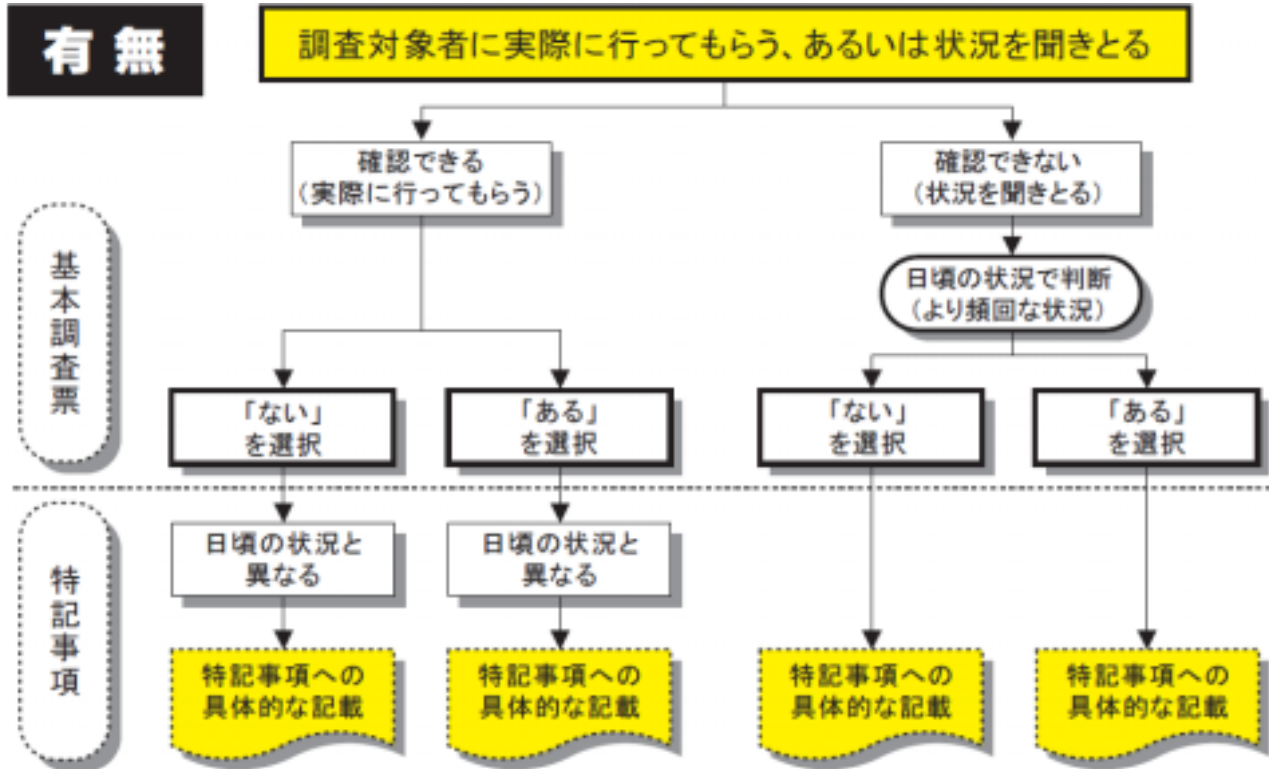 有無
調査対象者に実際に行ってもらう、あるいは状況を聞きとる
確認できる
（実際に行ってもらう）
確認できない
（状況を聞きとる）
基本調査票
日頃の状況で判断
（より頻回な状況）
「ない」
を選択
「ある」
を選択
「ない」
を選択
「ある」
を選択
特記事項
日頃の状況と
異なる
日頃の状況と
異なる
特記事項への
具体的な記載
特記事項への
具体的な記載
特記事項への
具体的な記載
特記事項への
具体的な記載